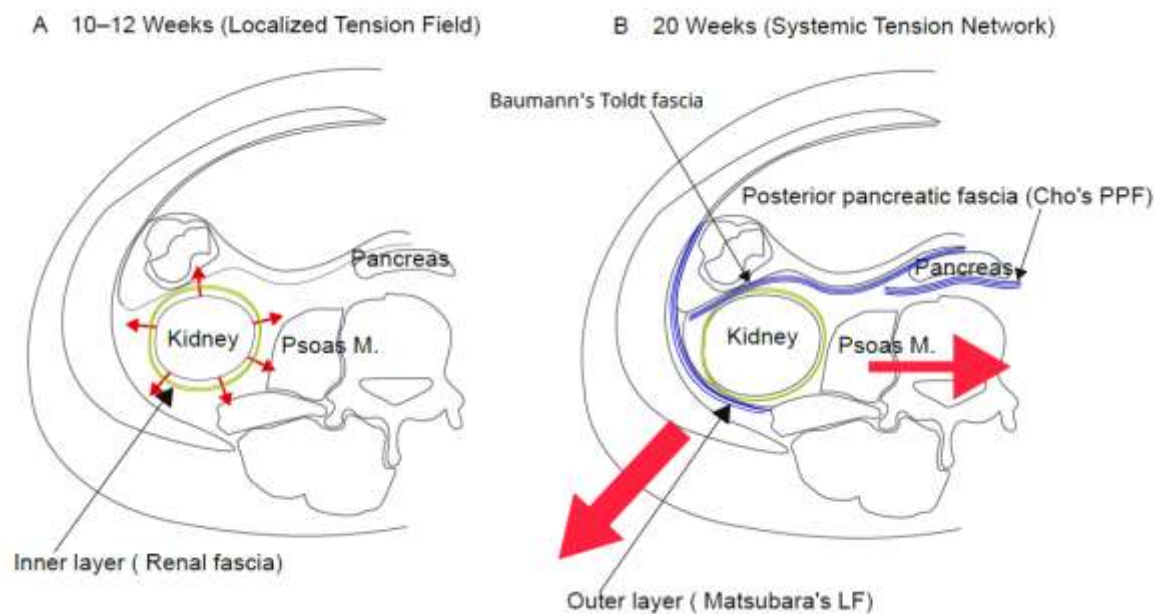 A 10–12 Weeks (Localized Tension Field)
Pancreas
Kidney
Psoas M.
Inner layer ( Renal fascia)
B 20 Weeks (Systemic Tension Network)
Baumann's Toldt fascia
Posterior pancreatic fascia (Cho's PPF)
Pancreas
Kidney
Psoas M.
Outer layer ( Matsubara's LF)